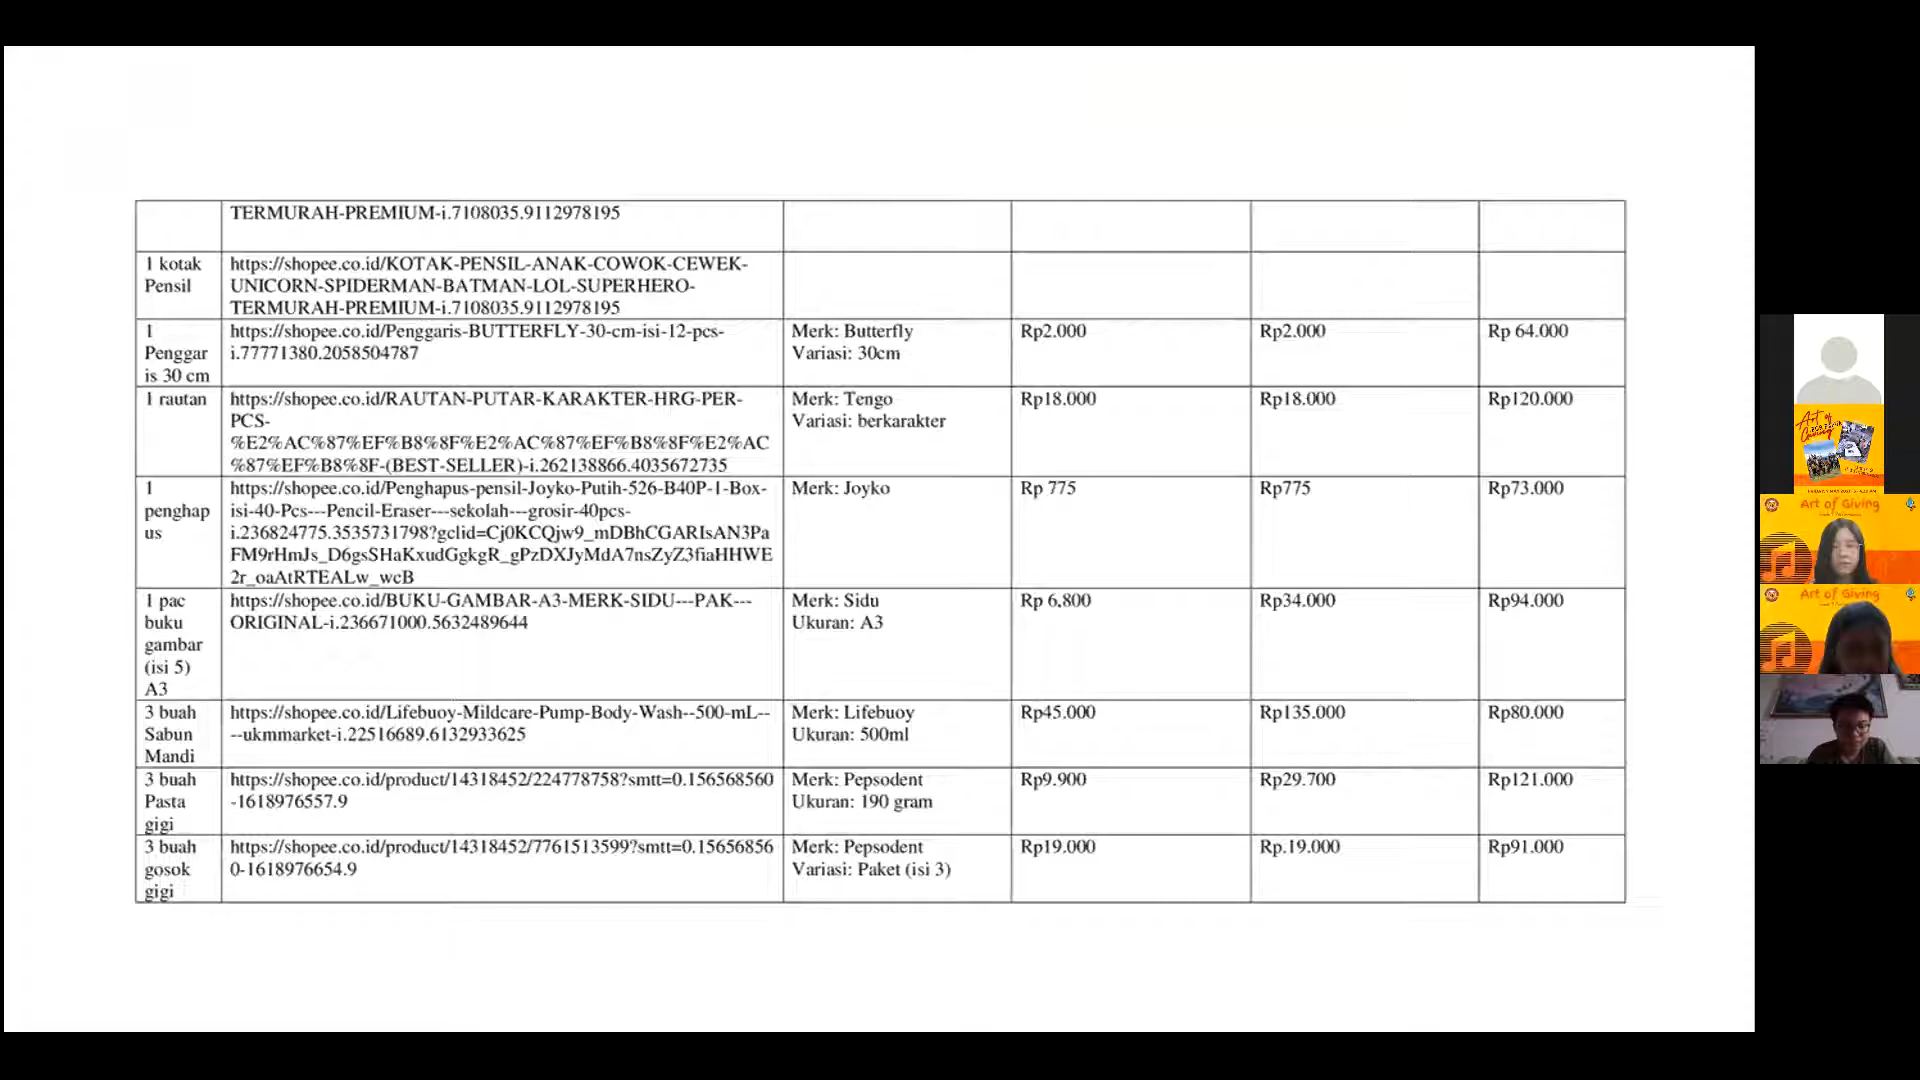 TERMURAH-PREMIUM-i.7108035.9112978195
1 kotak
Pensil
https://shopee.co.id/KOTAK-PENSIL-ANAK-COWOK-CEWEK-
UNICORN-SPIDERMAN-BATMAN-LOL-SUPERHERO-
TERMURAH-PREMIUM-i.7108035.9112978195
1
Penggar
is 30 cm
https://shopee.co.id/Penggaris-BUTTERFLY-30-cm-isi-12-pcs-
i.77771380.2058504787
Merk: Butterfly
Variasi: 30cm
Rp2.000
Rp2.000
Rp 64.000
1 rautan
https://shopee.co.id/RAUTAN-PUTAR-KARAKTER-HRG-PER-
PCS-
%E2%AC%87%EF%B8%8F%E2%AC%87%EF%B8%8F%E2%AC
%87%EF%B8%8F-(BEST-SELLER)-i.262138866.4035672735
Merk: Tengo
Variasi: berkarakter
Rp18.000
Rp18.000
Rp120.000
1
penghap
us
https://shopee.co.id/Penghapus-pensil-Joyko-Putih-526-B40P-1-Box-
isi-40-Pcs---Pencil-Eraser---sekolah---grosir-40pcs-
i.236824775.3535731798?gclid=Cj0KCQjw9_mDBhCGARIsAN3Pa
FM9rHmJs_D6gsSHaKxudGgkgR_gPzDXJyMdA7nsZyZ3fiaHHWE
2r_oaAtRTEALw_wcB
Merk: Joyko
Rp 775
Rp775
Rp73.000
1 pac
buku
gambar
(isi 5)
A3
https://shopee.co.id/BUKU-GAMBAR-A3-MERK-SIDU---PAK---
ORIGINAL-i.236671000.5632489644
Merk: Sidu
Ukuran: A3
Rp 6.800
Rp34.000
Rp94.000
3 buah
Sabun
Mandi
https://shopee.co.id/Lifebuoy-Mildcare-Pump-Body-Wash--500-mL--
--ukmmarket-i.22516689.6132933625
Merk: Lifebuoy
Ukuran: 500ml
Rp45.000
Rp135.000
Rp80.000
3 buah
Pasta
gigi
https://shopee.co.id/product/14318452/224778758?smtt=0.156568560
-1618976557.9
Merk: Pepsodent
Ukuran: 190 gram
Rp9.900
Rp29.700
Rp121.000
3 buah
gosok
gigi
https://shopee.co.id/product/14318452/7761513599?smtt=0.15656856
0-1618976654.9
Merk: Pepsodent
Variasi: Paket (isi 3)
Rp19.000
Rp.19.000
Rp91.000
Art of
Giving
Art of Giving
Art of Giving